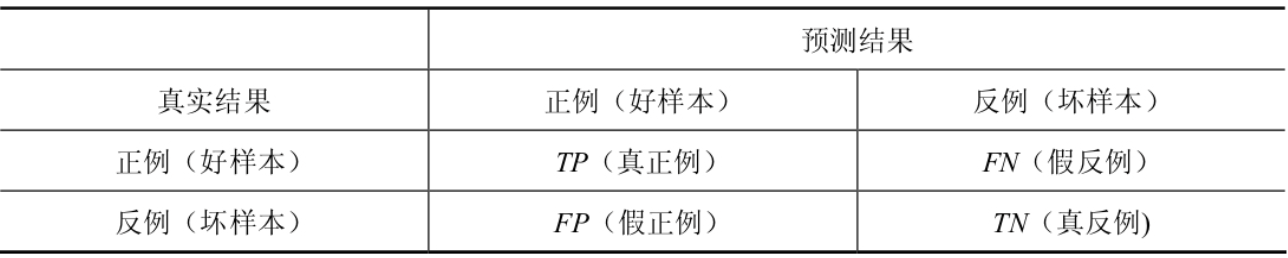 预测结果
真实结果 正例（好样本） 反例（坏样本）
正例（好样本） TP（真正例） FN（假反例）
反例（坏样本） FP（假正例） TN（真反例)